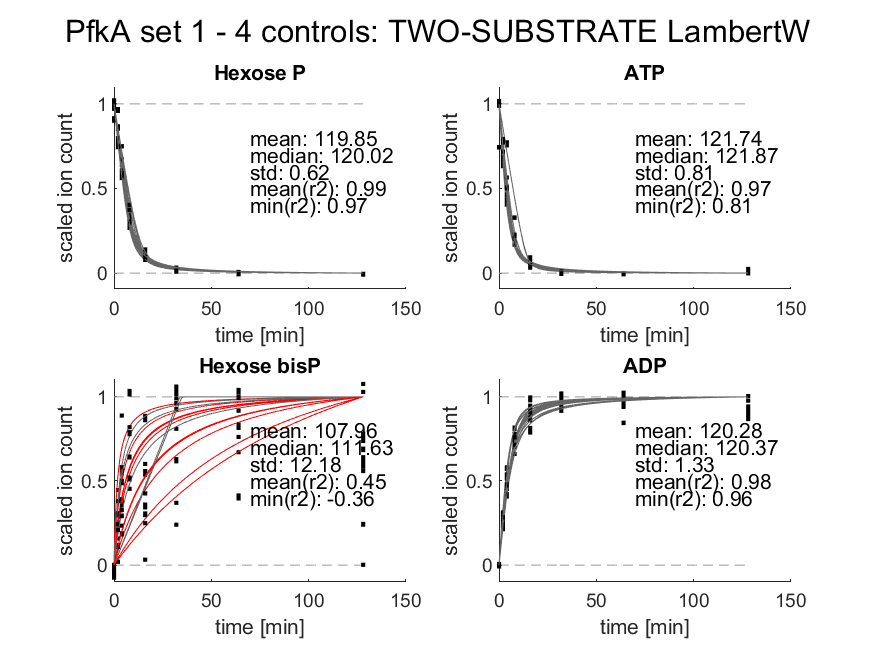 PfkA set 1 - 4 controls: TWO-SUBSTRATE LambertW
Hexose P
scaled ion count
1
0.5
0
mean: 119.85
median: 120.02
std: 0.62
mean(r2): 0.99
min(r2): 0.97
0 50 100 150
time [min]
ATP
scaled ion count
1
0.5
0
mean: 121.74
median: 121.87
std: 0.81
mean(r2): 0.97
min(r2): 0.81
0 50 100 150
time [min]
Hexose bisP
scaled ion count
1
0.5
0
mean: 107.96
median: 111.63
std: 12.18
mean(r2): 0.45
min(r2): -0.36
0 50 100 150
time [min]
ADP
scaled ion count
1
0.5
0
mean: 120.28
median: 120.37
std: 1.33
mean(r2): 0.98
min(r2): 0.96
0 50 100 150
time [min]